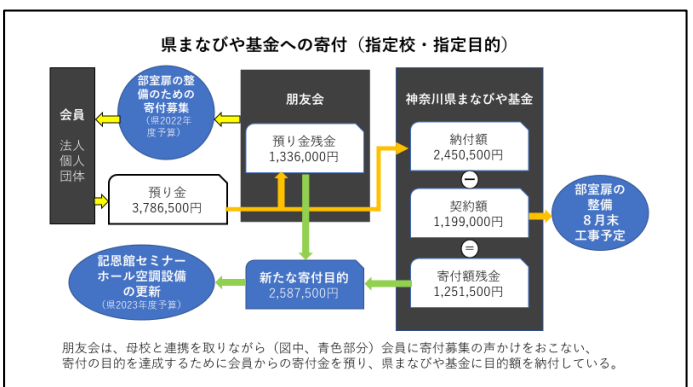 県まなびや基金への寄付（指定校・指定目的）
会員
法人
個人
団体
部室扉の整
備のための
寄付募集
（県2022年
度予算）
朋友会
預り金残金
1,336,000円
預り金
3,786,500円
神奈川県まなびや基金
納付額
2,450,500円
−
契約額
1,199,000円
=
寄付額残金
1,251,500円
部室扉の
整備
８月末
工事予定
新たな寄付目的
2,587,500円
記恩館セミナー
ホール空調設備
の更新
（県2023年度予算）
朋友会は、母校と連携を取りながら（図中、青色部分）会員に寄付募集の声かけをおこない、
寄付の目的を達成するために会員からの寄付金を預り、県まなびや基金に目的額を納付している。